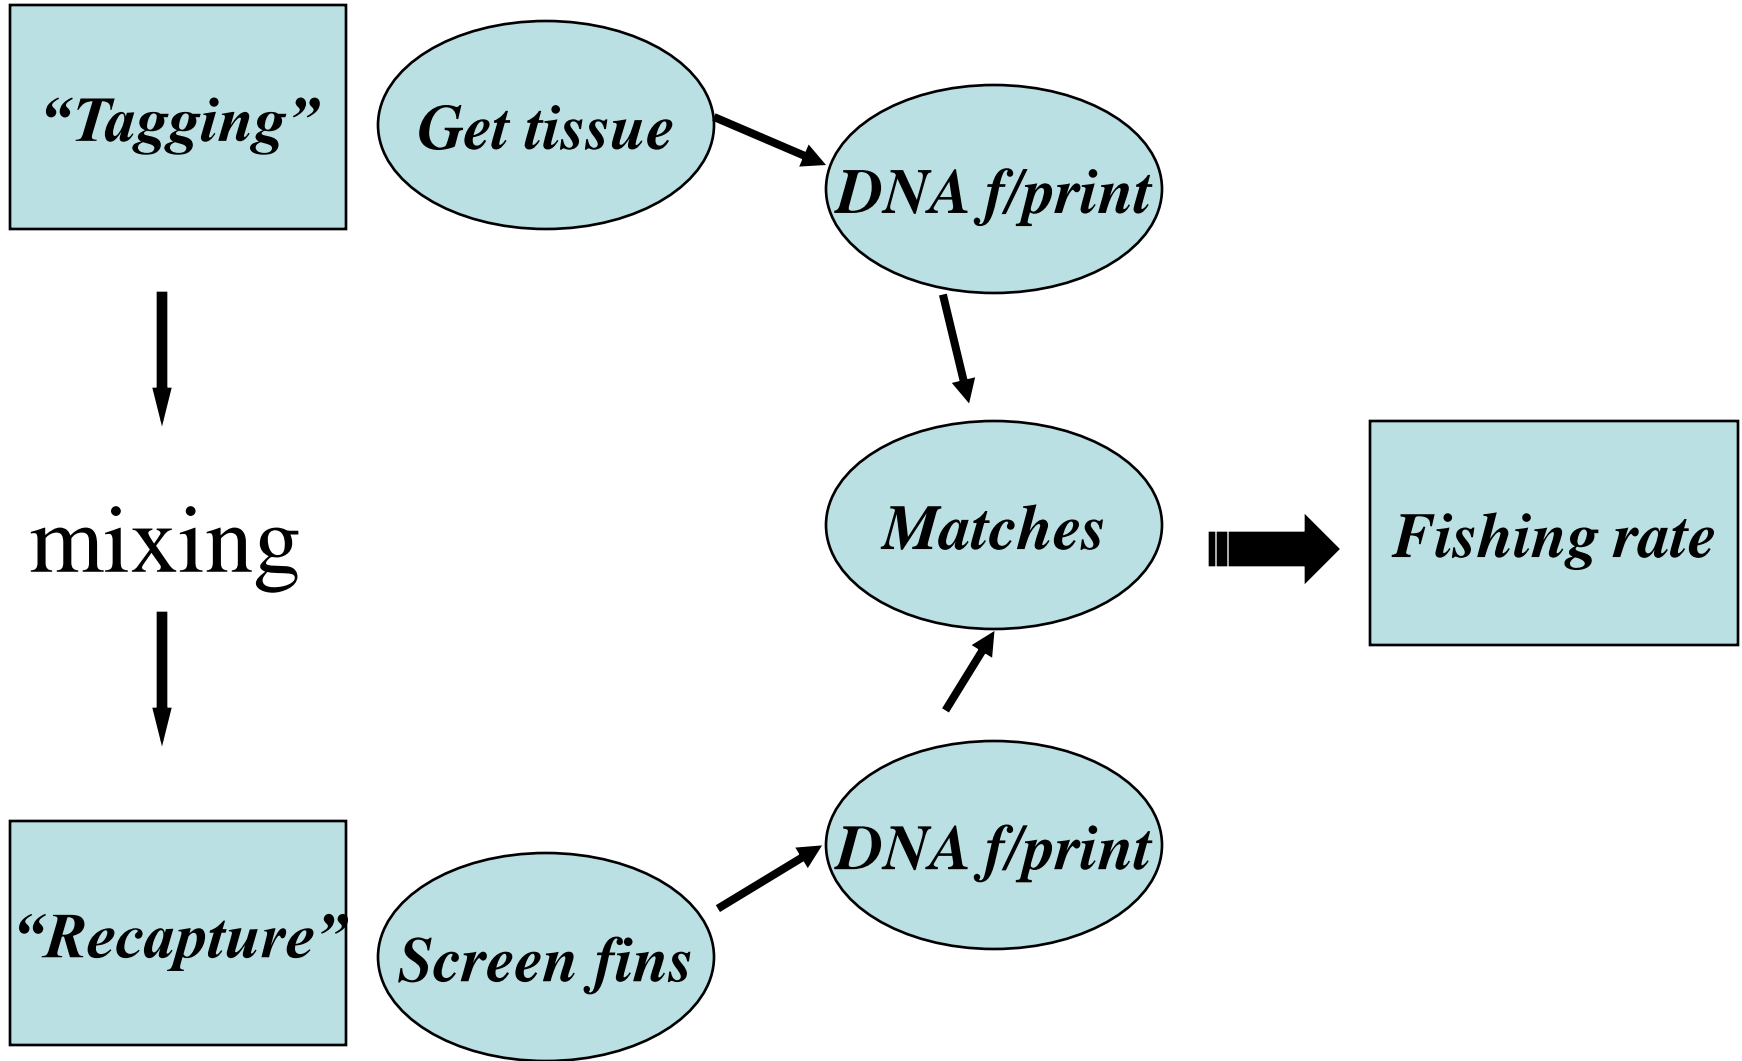 “Tagging”
Get tissue
DNA f/print
mixing
Matches
Fishing rate
“Recapture”
Screen fins
DNA f/print